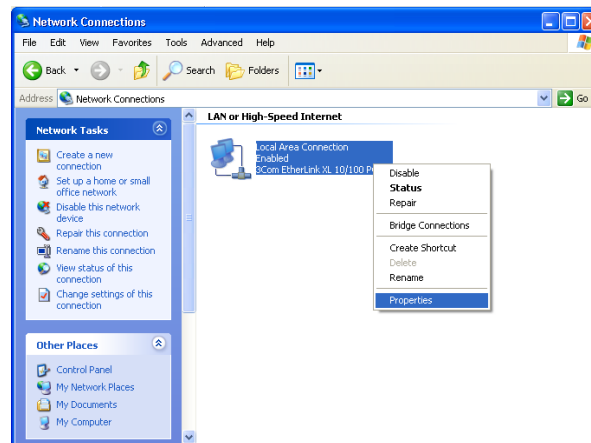 Network Connections
File Edit View Favorites Tools Advanced Help
Back Search Folders
Address Network Connections Go
Network Tasks
Create a new
connection
Set up a home or small
office network
Disable this network
device
Repair this connection
Rename this connection
View status of this
connection
Change settings of this
connection
Other Places
Control Panel
My Network Places
My Documents
My Computer
LAN or High-Speed Internet
Local Area Connection
Enabled
3Com EtherLink XL 10/100
Disable
Status
Repair
Bridge Connections
Create Shortcut
Delete
Rename
Properties